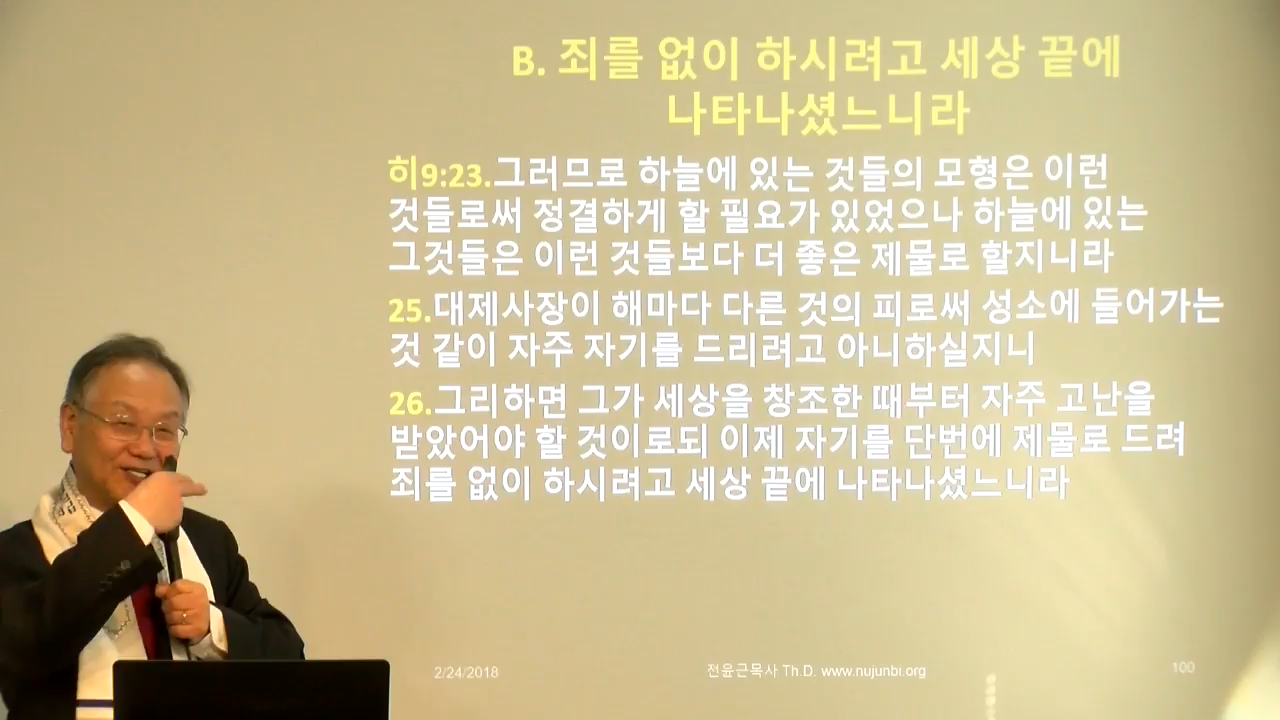 B. 죄를 없이 하시려고 세상 끝에
나타나셨느니라
히9:23.그러므로 하늘에 있는 것들의 모형은 이런
것들로써 정결하게 할 필요가 있었으나 하늘에 있는
그것들은 이런 것들보다 더 좋은 제물로 할지니라
25.대제사장이 해마다 다른 것의 피로써 성소에 들어가는
것 같이 자주 자기를 드리려고 아니하실지니
26.그리하면 그가 세상을 창조한 때부터 자주 고난을
받았어야 할 것이로되 이제 자기를 단번에 제물로 드려
죄를 없이 하시려고 세상 끝에 나타나셨느니라
2/24/2018
전윤근목사 Th.D. www.nujunbi.org
100